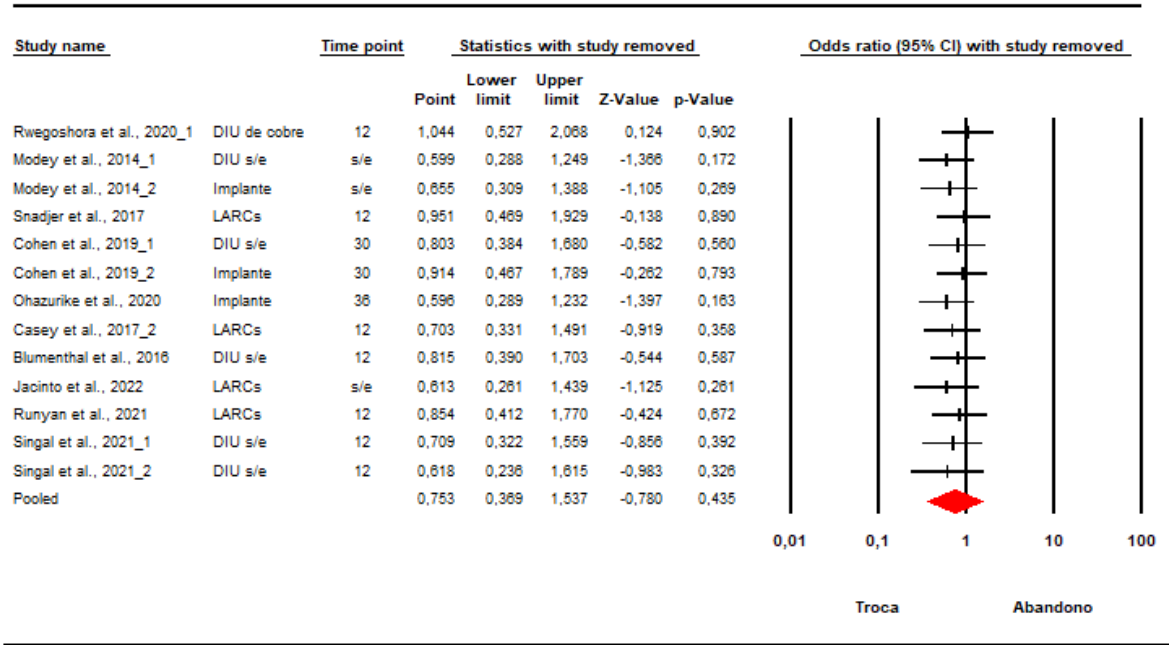 Study name Time point Statistics with study removed Odds ratio (95% CI) with study removed
Lower Upper
Point limit limit Z-Value p-Value
Rwegoshora et al., 2020_1 DIU de cobre 12 1,044 0,527 2,068 0,124 0,902
Modey et al., 2014_1 DIU s/e s/e 0,599 0,288 1,249 -1,366 0,172
Modey et al., 2014_2 Implante s/e 0,655 0,309 1,388 -1,105 0,269
Snadjer et al., 2017 LARCs 12 0,951 0,469 1,929 -0,138 0,890
Cohen et al., 2019_1 DIU s/e 30 0,803 0,384 1,680 -0,582 0,560
Cohen et al., 2019_2 Implante 30 0,914 0,467 1,789 -0,262 0,793
Ohazurike et al., 2020 Implante 36 0,596 0,289 1,232 -1,397 0,163
Casey et al., 2017_2 LARCs 12 0,703 0,331 1,491 -0,919 0,358
Blumenthal et al., 2016 DIU s/e 12 0,815 0,390 1,703 -0,544 0,587
Jacinto et al., 2022 LARCs s/e 0,613 0,261 1,439 -1,125 0,261
Runyan et al., 2021 LARCs 12 0,854 0,412 1,770 -0,424 0,672
Singal et al., 2021_1 DIU s/e 12 0,709 0,322 1,559 -0,856 0,392
Singal et al., 2021_2 DIU s/e 12 0,618 0,236 1,615 -0,983 0,326
Pooled 0,753 0,369 1,537 -0,780 0,435
0,01 0,1 1 10 100
Troca Abandono